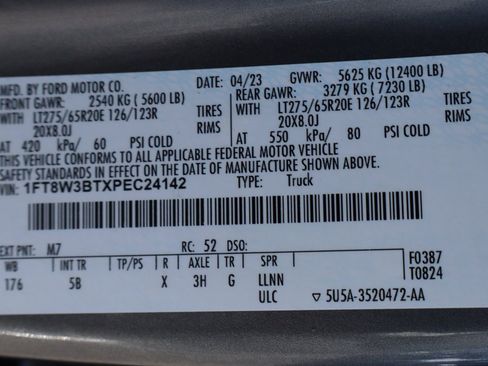 MFD. BY FORD MOTOR CO.
DATE: 04/23 GVWR: 5625 KG (12400 LB)
FRONT GAWR: 2540 KG (5600 LB) REAR GAWR: 3279 KG (7230 LB)
WITH LT275/65R20E 126/123R TIRES WITH LT275/65R20E 126/123R TIRES
20X8.0J RIMS 20X8.0J RIMS
AT 420 kPa/ 60 PSI COLD AT 550 kPa/ 80 PSI COLD
THIS VEHICLE CONFORMS TO ALL APPLICABLE FEDERAL MOTOR VEHICLE
SAFETY STANDARDS IN EFFECT ON THE DATE OF MANUFACTURE SHOWN ABOVE.
VIN: 1FT8W3BTXPEC24142 TYPE: Truck
EXT PNT: M7 RC: 52 DSO: F0387
WB INT TR TP/PS R AXLE TR SPR T0824
176 5B X 3H G LLNN
ULC ▽ 5U5A-3520472-AA